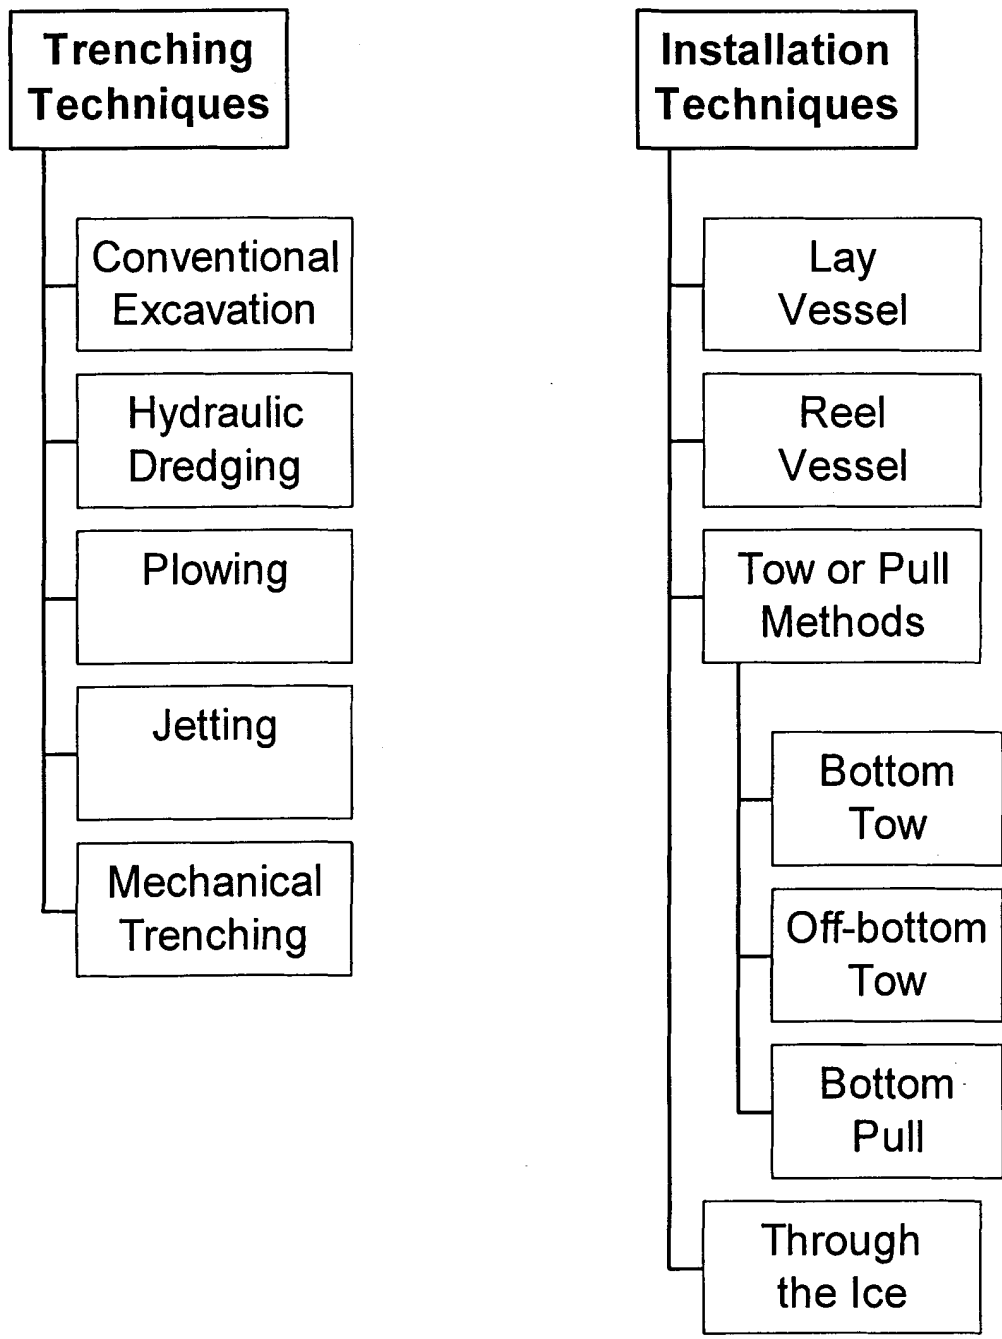 Trenching
Techniques
Conventional
Excavation
Hydraulic
Dredging
Plowing
Jetting
Mechanical
Trenching
Installation
Techniques
Lay
Vessel
Reel
Vessel
Tow or Pull
Methods
Bottom
Tow
Off-bottom
Tow
Bottom
Pull
Through
the Ice